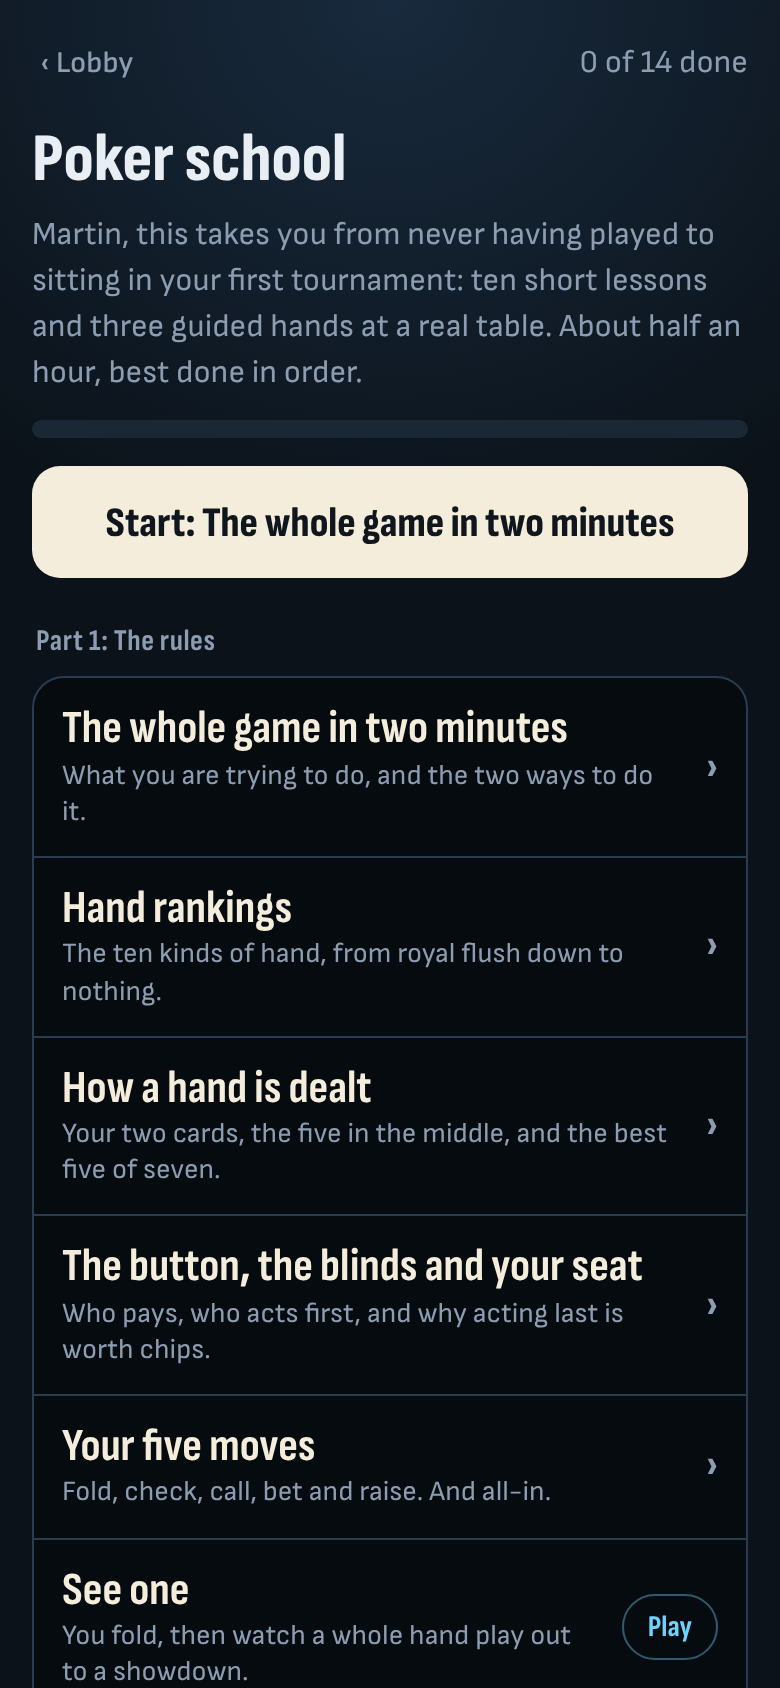 ‹ Lobby
0 of 14 done
Poker school
Martin, this takes you from never having played to
sitting in your first tournament: ten short lessons
and three guided hands at a real table. About half an
hour, best done in order.
Start: The whole game in two minutes
Part 1: The rules
The whole game in two minutes
What you are trying to do, and the two ways to do
it.
›
Hand rankings
The ten kinds of hand, from royal flush down to
nothing.
›
How a hand is dealt
Your two cards, the five in the middle, and the best
five of seven.
›
The button, the blinds and your seat
Who pays, who acts first, and why acting last is
worth chips.
›
Your five moves
Fold, check, call, bet and raise. And all-in.
›
See one
You fold, then watch a whole hand play out
to a showdown.
Play